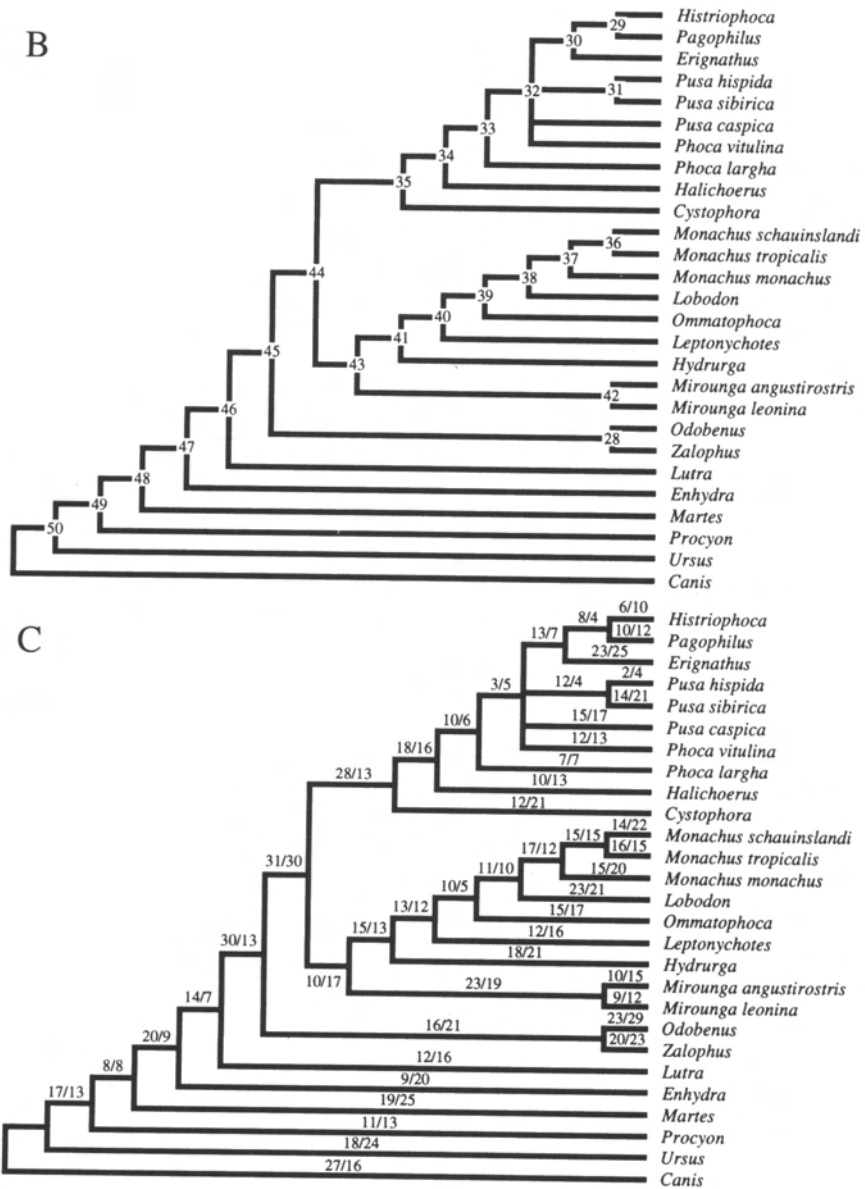 B
29
Histriophoca
30
Pagophilus
Erignathus
32
31
Pusa hispida
Pusa sibirica
33
Pusa caspica
Phoca vitulina
34
Phoca largha
35
Halichoerus
Cystophora
36
Monachus schauinslandi
37
Monachus tropicalis
44
38
Monachus monachus
39
Lobodon
40
Ommatophoca
41
Leptonychotes
45
43
Hydrurga
42
Mirounga angustirostris
46
Mirounga leonina
28
Odobenus
47
Zalophus
48
Lutra
49
Enhydra
50
Martes
Procyon
Ursus
Canis
C
8/4
6/10
Histriophoca
13/7
10/12
Pagophilus
23/25
Erignathus
3/5
12/4
2/4
Pusa hispida
14/21
Pusa sibirica
10/6
15/17
Pusa caspica
12/13
Phoca vitulina
18/16
7/7
Phoca largha
28/13
10/13
Halichoerus
12/21
Cystophora
15/15
14/22
Monachus schauinslandi
17/12
16/15
Monachus tropicalis
31/30
11/10
15/20
Monachus monachus
10/5
23/21
Lobodon
13/12
15/17
Ommatophoca
30/13
15/13
12/16
Leptonychotes
18/21
Hydrurga
10/17
23/19
10/15
Mirounga angustirostris
14/7
9/12
Mirounga leonina
16/21
23/29
Odobenus
20/9
20/23
Zalophus
8/8
12/16
Lutra
17/13
9/20
Enhydra
19/25
Martes
11/13
Procyon
18/24
Ursus
27/16
Canis